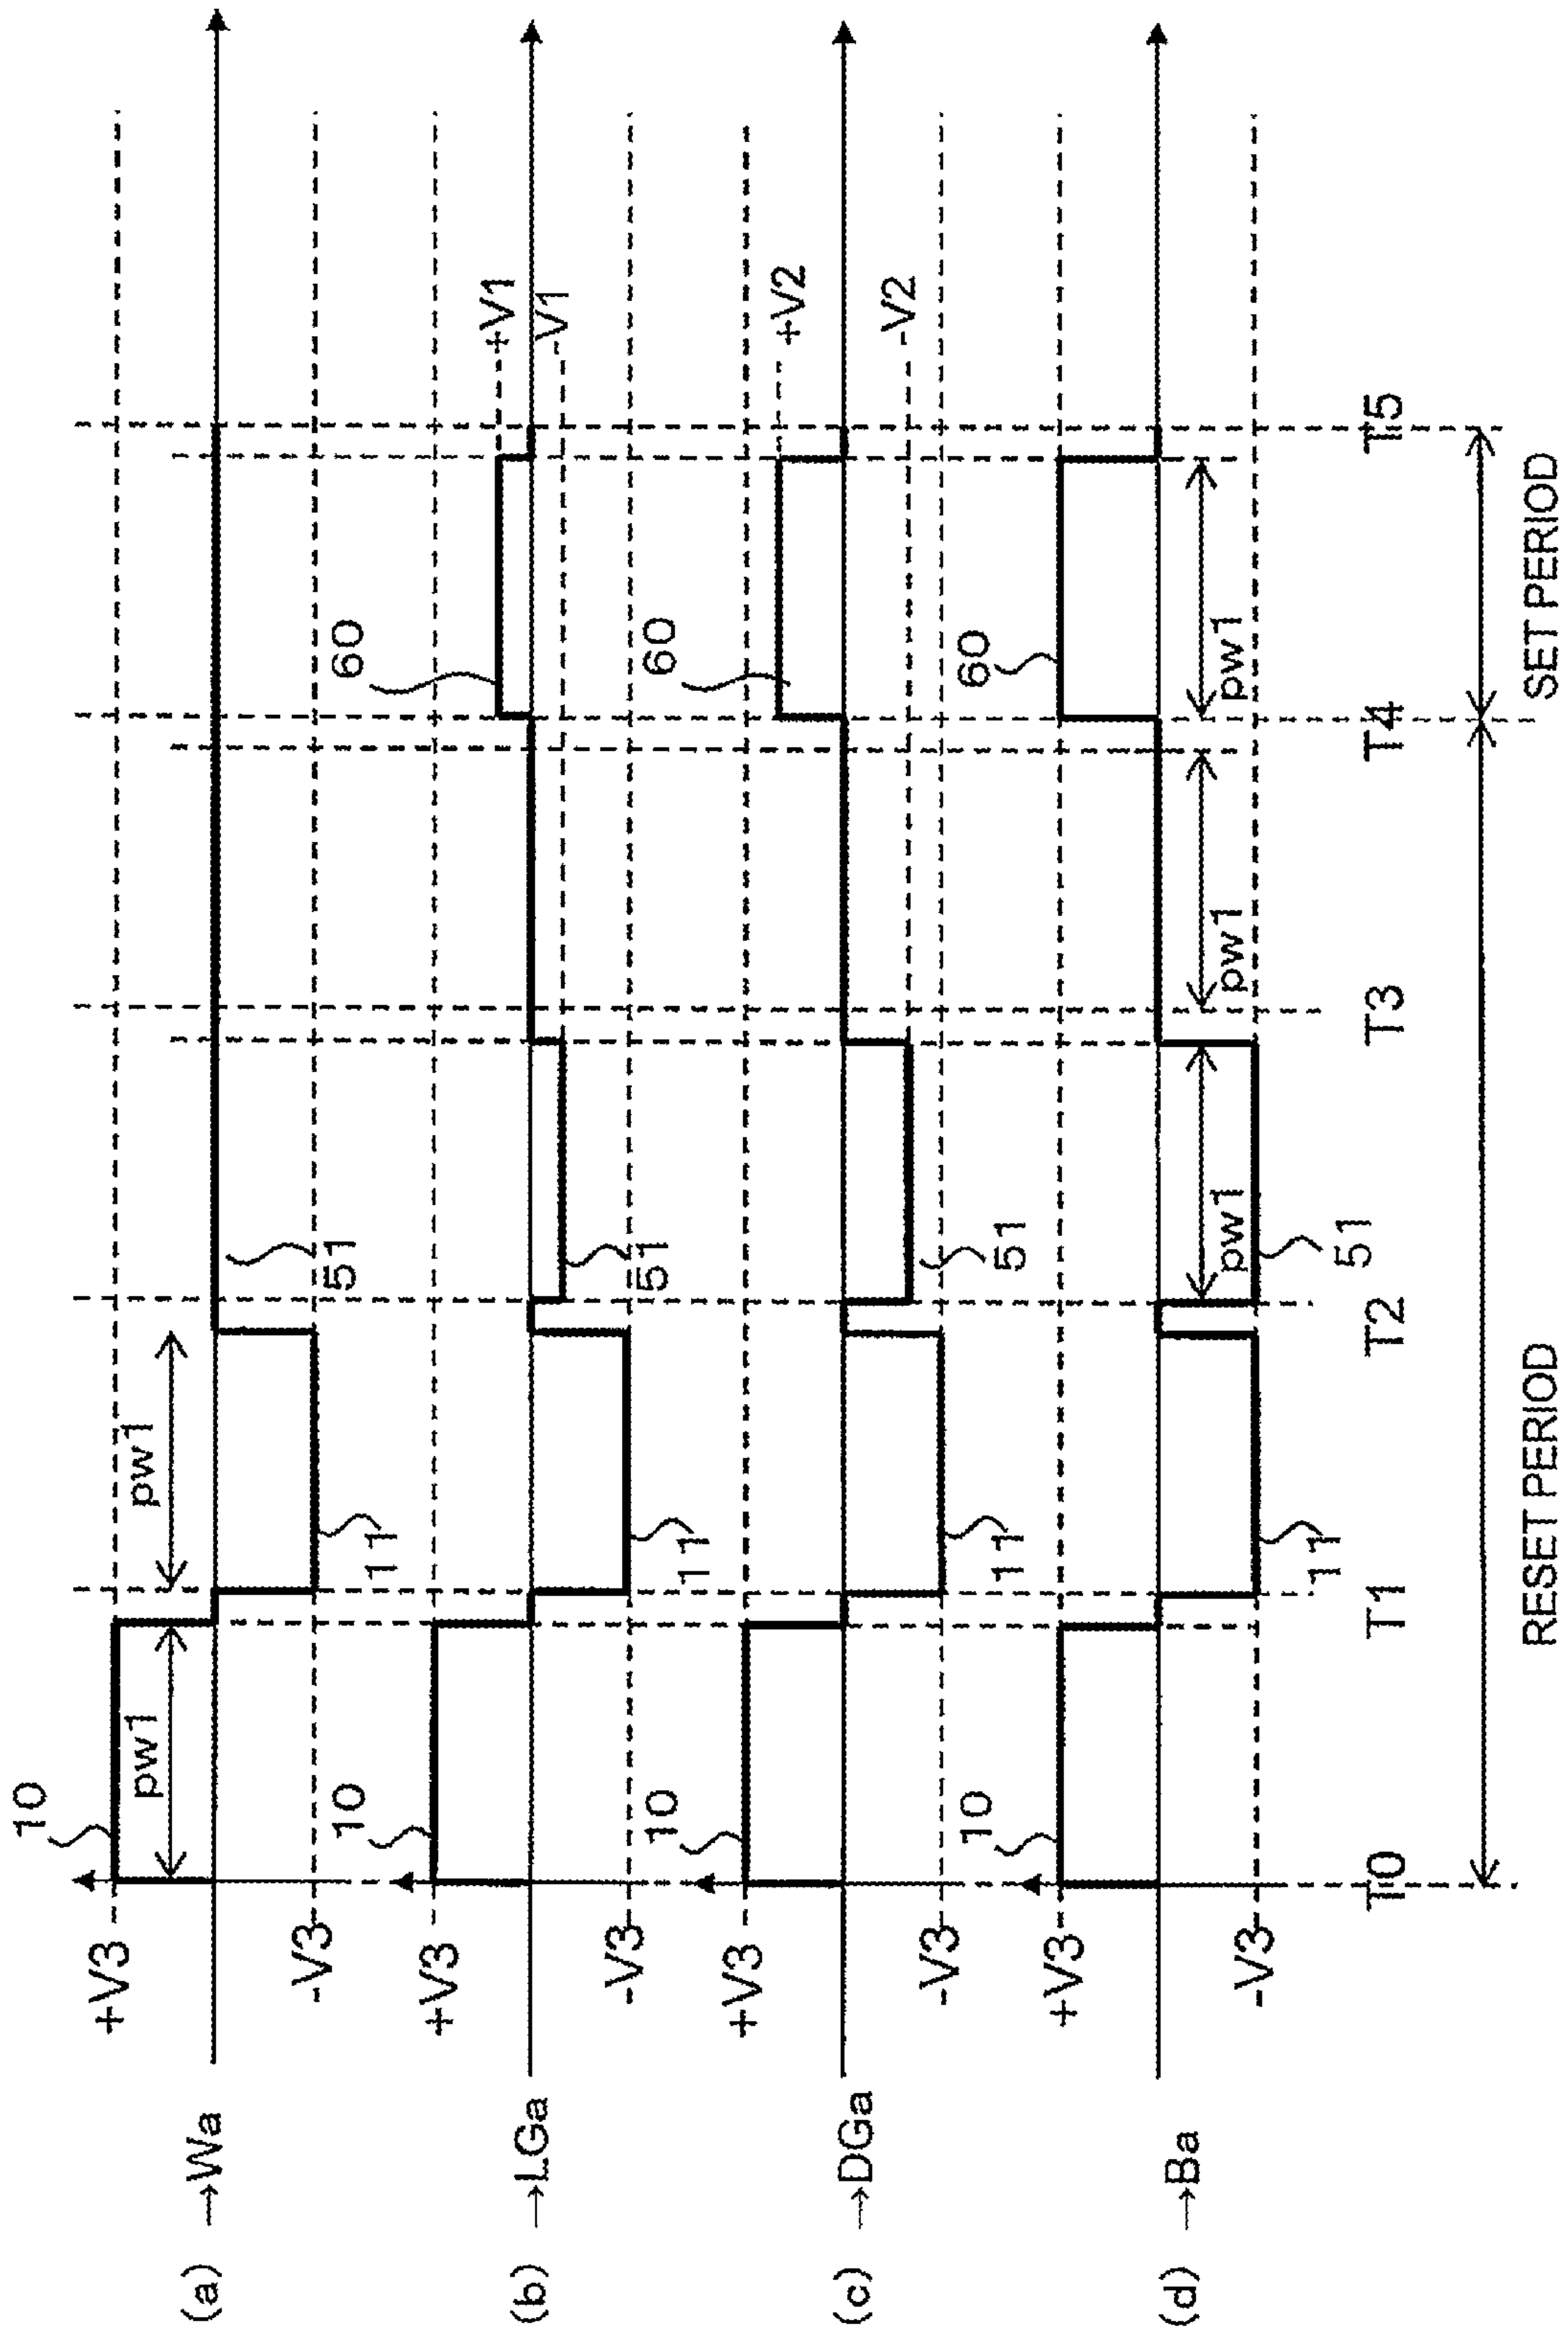 (a) →Wa
+V3
-V3
10
pw1
pw1
11
51
(b) →LGa
+V3
-V3
10
11
51
60
+V1
-V1
(c) →DGa
+V3
-V3
10
11
51
60
+V2
-V2
(d) →Ba
+V3
-V3
10
11
51
pw1
pw1
60
pw1
T0
T1
T2
T3
T4
T5
RESET PERIOD
SET PERIOD